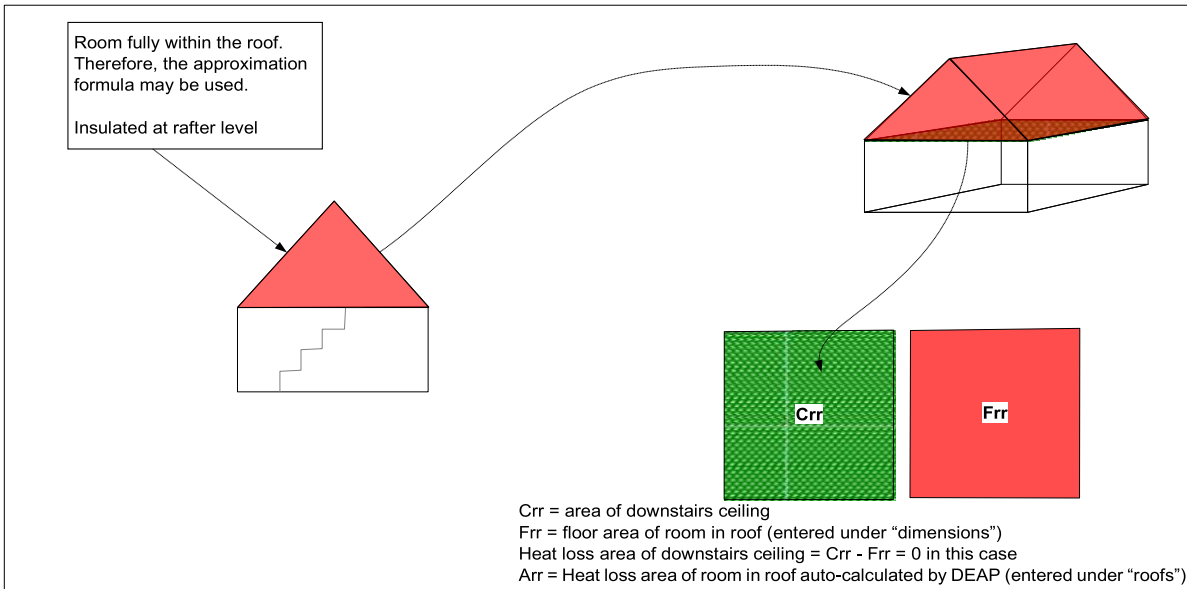 Room fully within the roof.
Therefore, the approximation
formula may be used.
Insulated at rafter level
Crr
Frr
Crr = area of downstairs ceiling
Frr = floor area of room in roof (entered under “dimensions”)
Heat loss area of downstairs ceiling = Crr - Frr = 0 in this case
Arr = Heat loss area of room in roof auto-calculated by DEAP (entered under “roofs”)